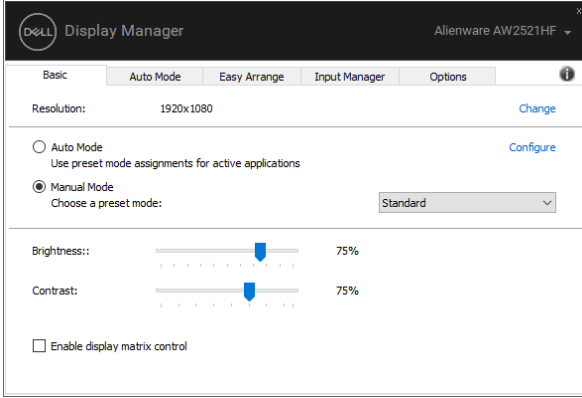 DELL Display Manager Alienware AW2521HF
Basic Auto Mode Easy Arrange Input Manager Options
Resolution: 1920x1080 Change
Auto Mode Configure
Use preset mode assignments for active applications
Manual Mode
Choose a preset mode: Standard
Brightness:: 75%
Contrast: 75%
Enable display matrix control